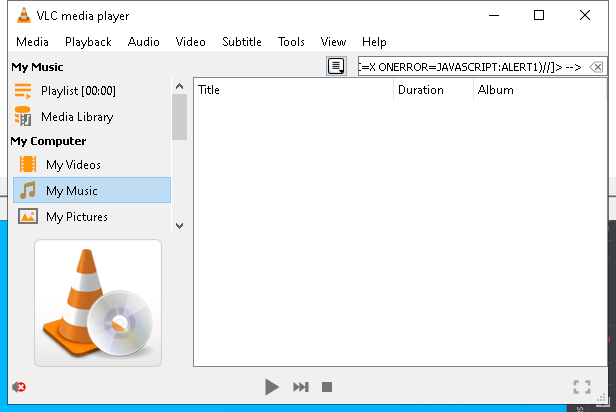 VLC media player
Media Playback Audio Video Subtitle Tools View Help
My Music
[=X ONERROR=JAVASCRIPT:ALERT1)//]> -->
Playlist [00:00]
Media Library
My Computer
My Videos
My Music
My Pictures
Title Duration Album